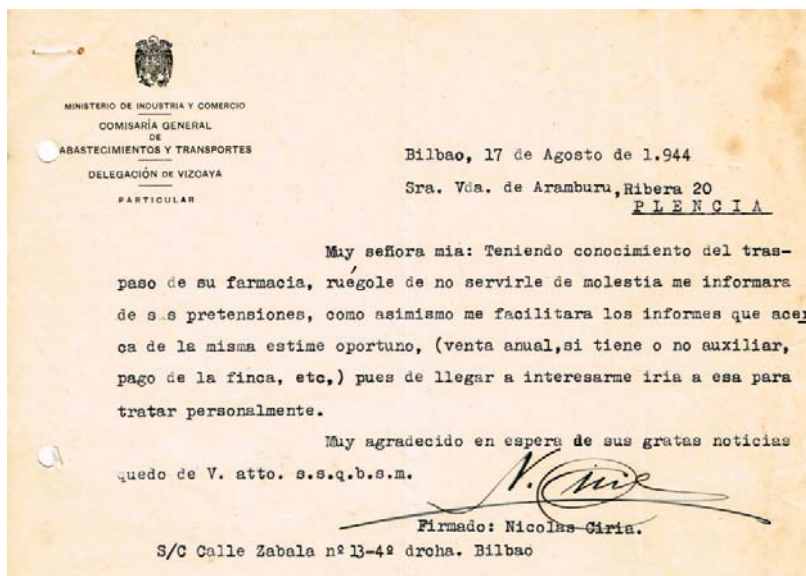 MINISTERIO DE INDUSTRIA Y COMERCIO
COMISARÍA GENERAL
DE
ABASTECIMIENTOS Y TRANSPORTES
DELEGACIÓN DE VIZCAYA
PARTICULAR
Bilbao, 17 de Agosto de 1.944
Sra. Vda. de Aramburu, Ribera 20
PLENCIA
Muy señora mia: Teniendo conocimiento del tras-
paso de su farmacia, ruégole de no servirle de molestia me informara
de sus pretensiones, como asimismo me facilitara los informes que acer
ca de la misma estime oportuno, (venta anual,si tiene o no auxiliar,
pago de la finca, etc,) pues de llegar a interesarme iria a esa para
tratar personalmente.
Muy agradecido en espera de sus gratas noticias
quedo de V. atto. s.s.q.b.s.m.
N. Ciria
Firmado: Nicolas Ciria.
S/C Calle Zabala nº 13-4º drcha. Bilbao